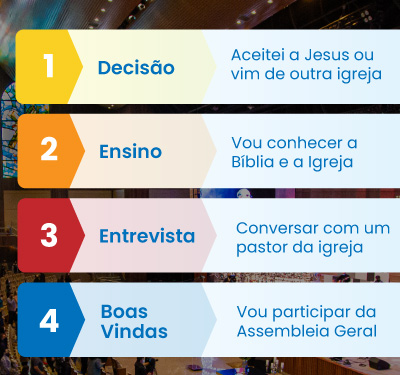 1
Decisão
Aceitei a Jesus ou
vim de outra igreja
2
Ensino
Vou conhecer a
Bíblia e a Igreja
3
Entrevista
Conversar com um
pastor da igreja
4
Boas
Vindas
Vou participar da
Assembleia Geral